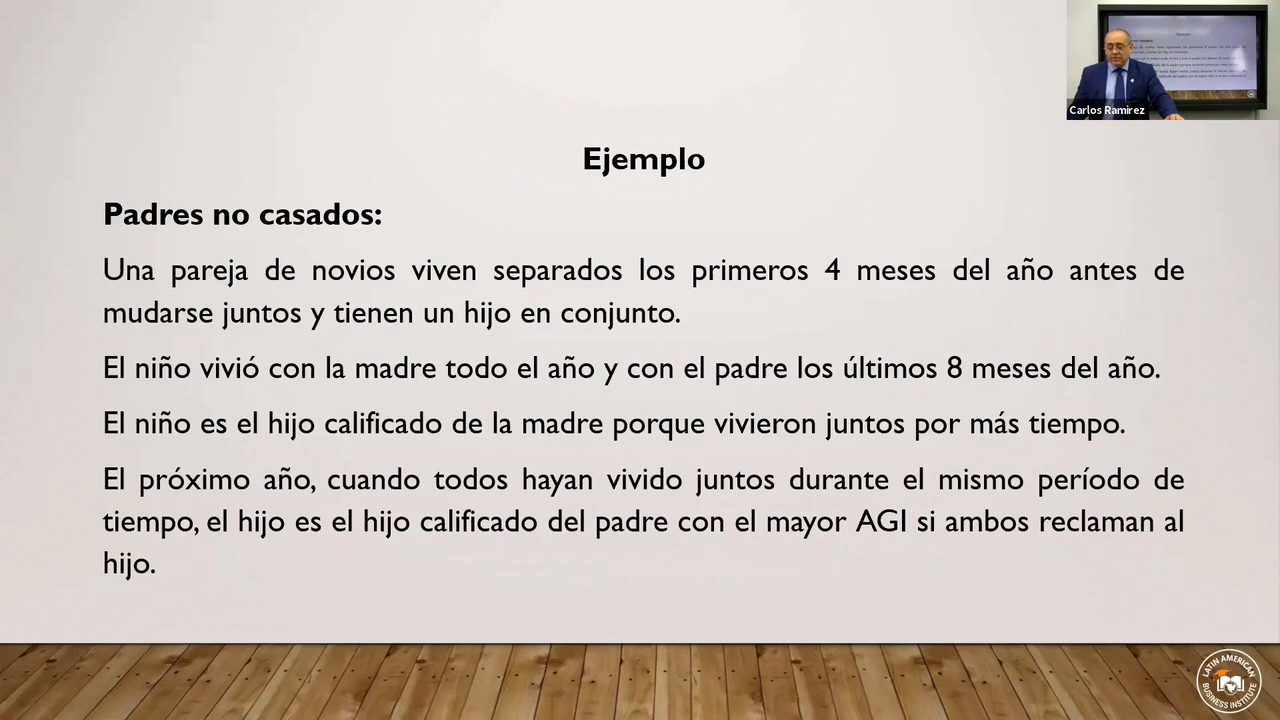 Carlos Ramirez
Ejemplo
Padres no casados:
Una pareja de novios viven separados los primeros 4 meses del año antes de
mudarse juntos y tienen un hijo en conjunto.
El niño vivió con la madre todo el año y con el padre los últimos 8 meses del año.
El niño es el hijo calificado de la madre porque vivieron juntos por más tiempo.
El próximo año, cuando todos hayan vivido juntos durante el mismo período de
tiempo, el hijo es el hijo calificado del padre con el mayor AGI si ambos reclaman al
hijo.
LATIN AMERICAN
BUSINESS INSTITUTE